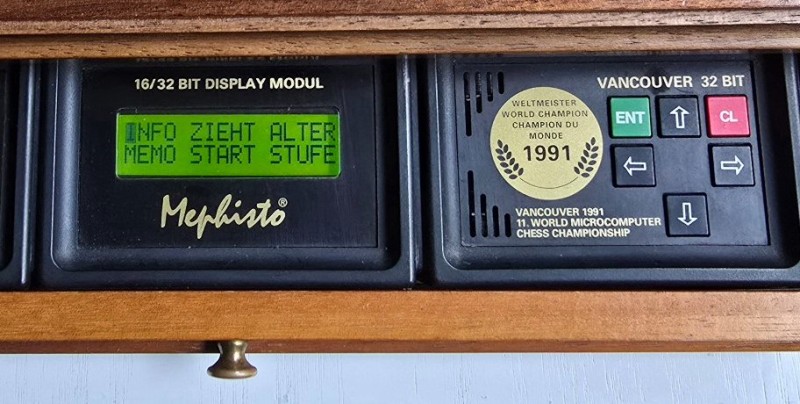 16/32 BIT DISPLAY MODUL
INFO ZIEHT ALTER
MEMO START STUFE
Mephisto®
VANCOUVER 32 BIT
WELTMEISTER
WORLD CHAMPION
CHAMPION DU
MONDE
1991
ENT
CL
VANCOUVER 1991
11. WORLD MICROCOMPUTER
CHESS CHAMPIONSHIP